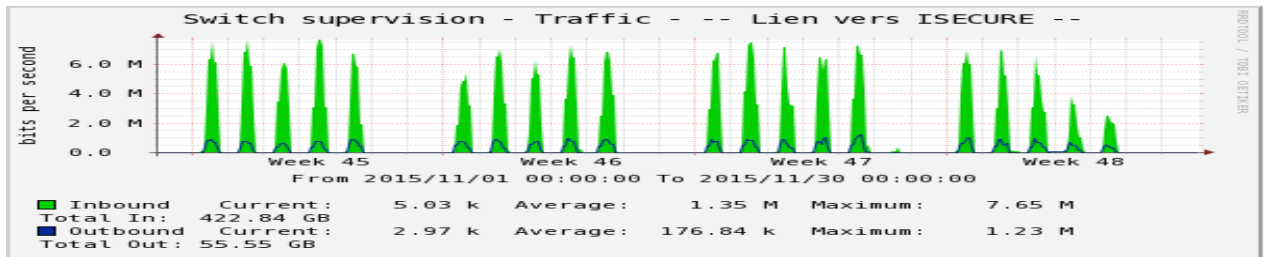 Switch supervision - Traffic - -- Lien vers ISECURE --
RRDTOOL / TOBI OETIKER
bits per second
6.0 M
4.0 M
2.0 M
0.0
Week 45 Week 46 Week 47 Week 48
From 2015/11/01 00:00:00 To 2015/11/30 00:00:00
Inbound Current: 5.03 k Average: 1.35 M Maximum: 7.65 M
Total In: 422.84 GB
Outbound Current: 2.97 k Average: 176.84 k Maximum: 1.23 M
Total Out: 55.55 GB